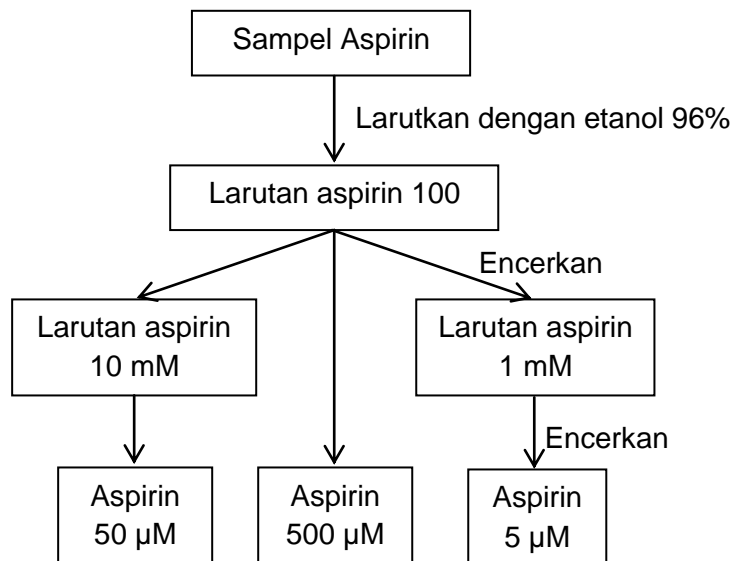 Sampel Aspirin
Larutkan dengan etanol 96%
Larutan aspirin 100
Encerkan
Larutan aspirin
10 mM
Larutan aspirin
1 mM
Encerkan
Aspirin
50 µM
Aspirin
500 µM
Aspirin
5 µM